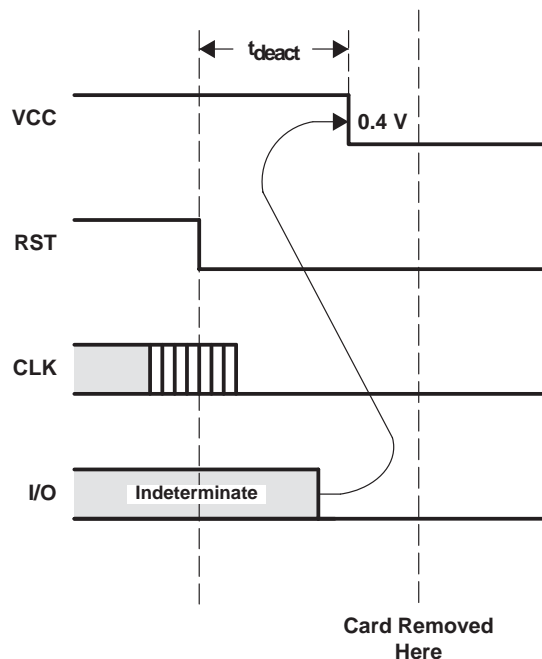 tdeact
VCC
0.4 V
RST
CLK
I/O
Indeterminate
Card Removed
Here